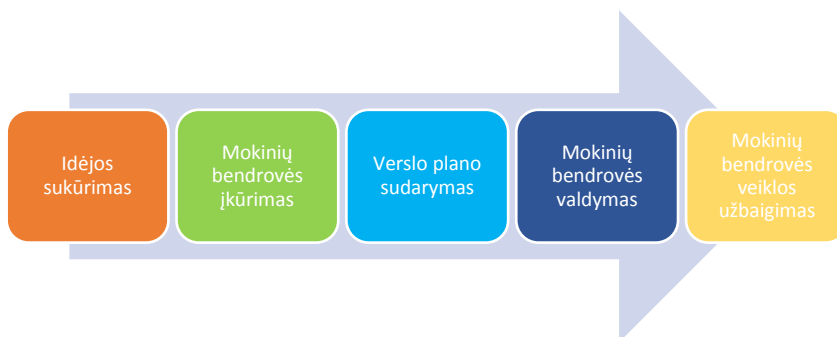 Idėjos
sukūrimas
Mokinių
bendrovės
įkūrimas
Verslo plano
sudarymas
Mokinių
bendrovės
valdymas
Mokinių
bendrovės
veiklos
užbaigimas